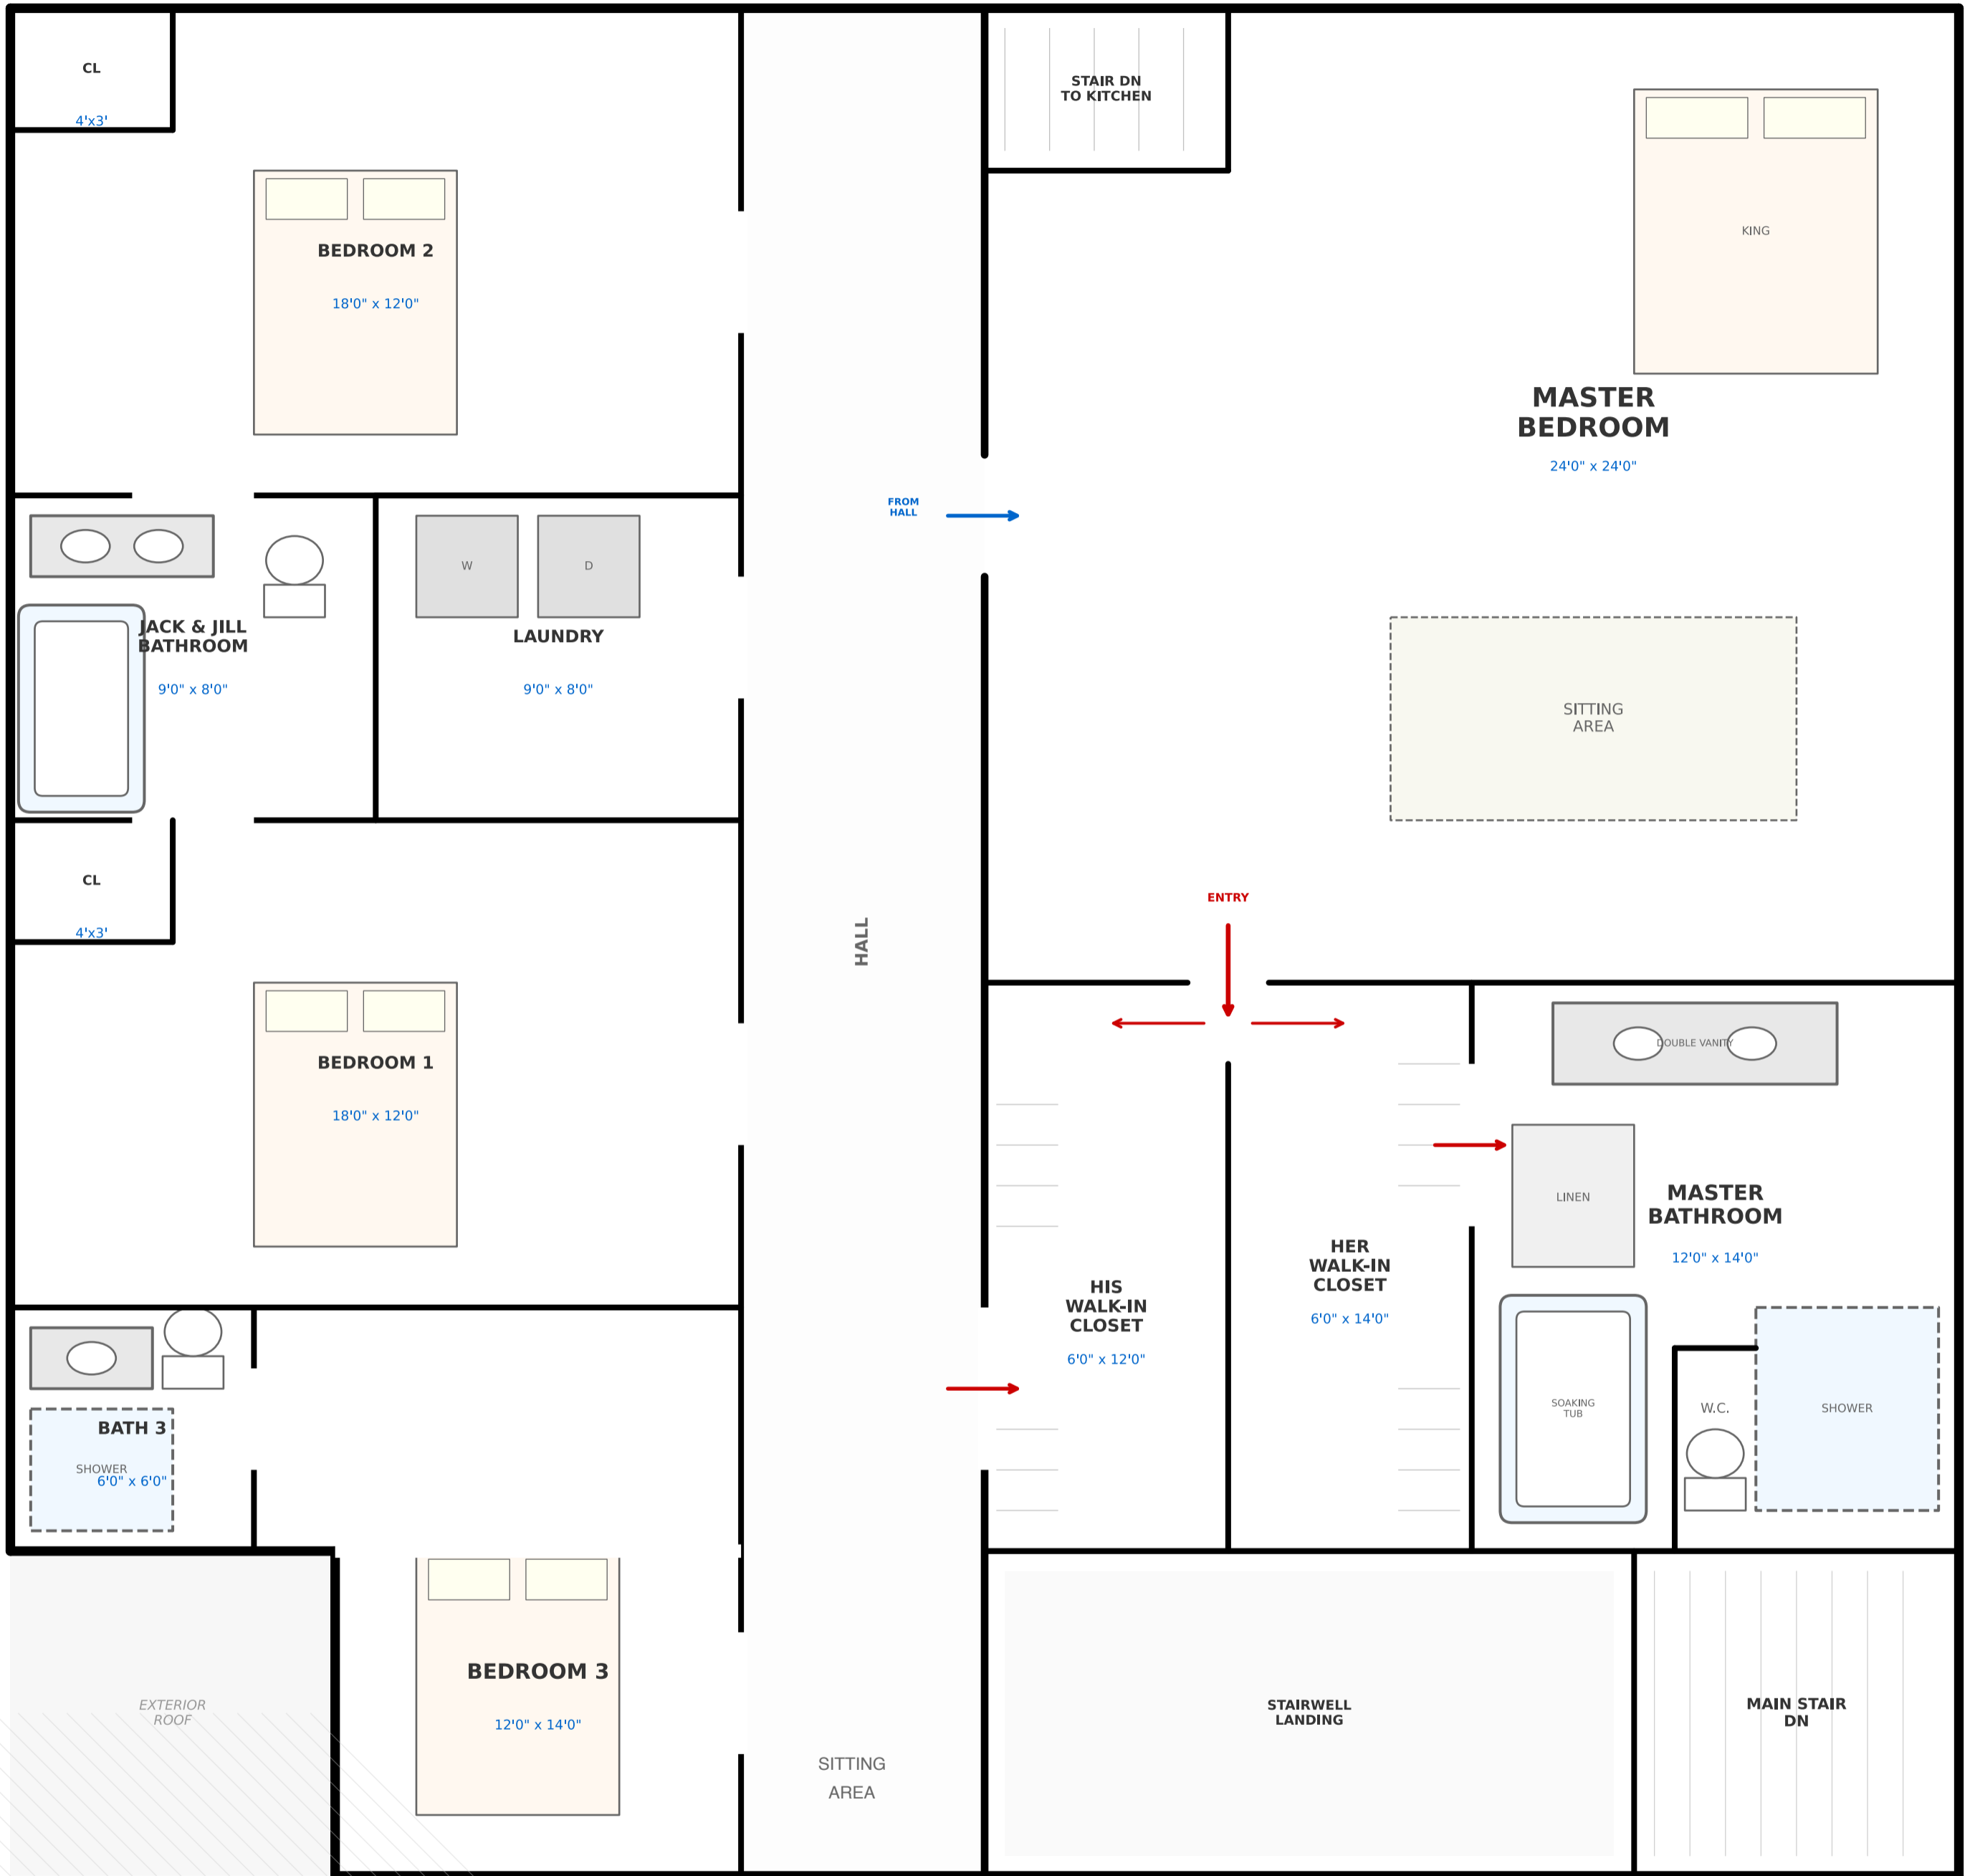 CL
4'x3'
STAIR DN
TO KITCHEN
KING
BEDROOM 2
18'0" x 12'0"
MASTER
BEDROOM
24'0" x 24'0"
FROM
HALL
W
D
JACK & JILL
BATHROOM
9'0" x 8'0"
LAUNDRY
9'0" x 8'0"
SITTING
AREA
CL
4'x3'
HALL
ENTRY
BEDROOM 1
18'0" x 12'0"
DOUBLE VANITY
LINEN
MASTER
BATHROOM
12'0" x 14'0"
HIS
WALK-IN
CLOSET
6'0" x 12'0"
HER
WALK-IN
CLOSET
6'0" x 14'0"
BATH 3
SHOWER
6'0" x 6'0"
SOAKING
TUB
W.C.
SHOWER
BEDROOM 3
12'0" x 14'0"
EXTERIOR
ROOF
SITTING
AREA
STAIRWELL
LANDING
MAIN STAIR
DN